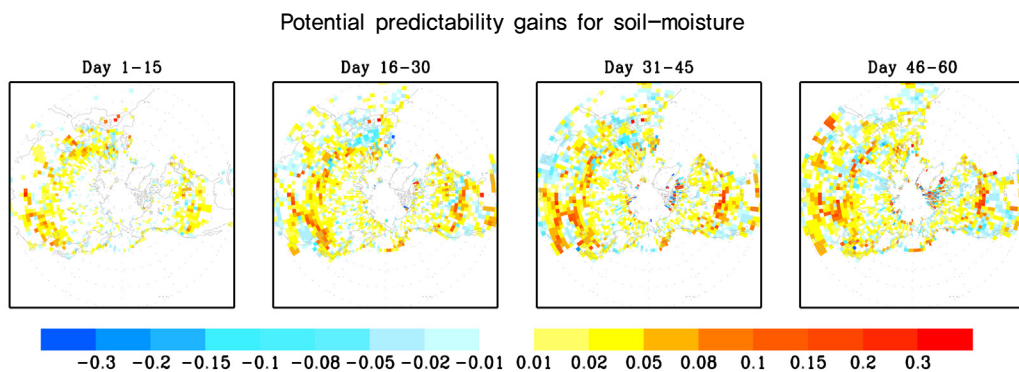 Potential predictability gains for soil-moisture
Day 1-15
Day 16-30
Day 31-45
Day 46-60
-0.3 -0.2 -0.15 -0.1 -0.08 -0.05 -0.02 -0.01 0.01 0.02 0.05 0.08 0.1 0.15 0.2 0.3